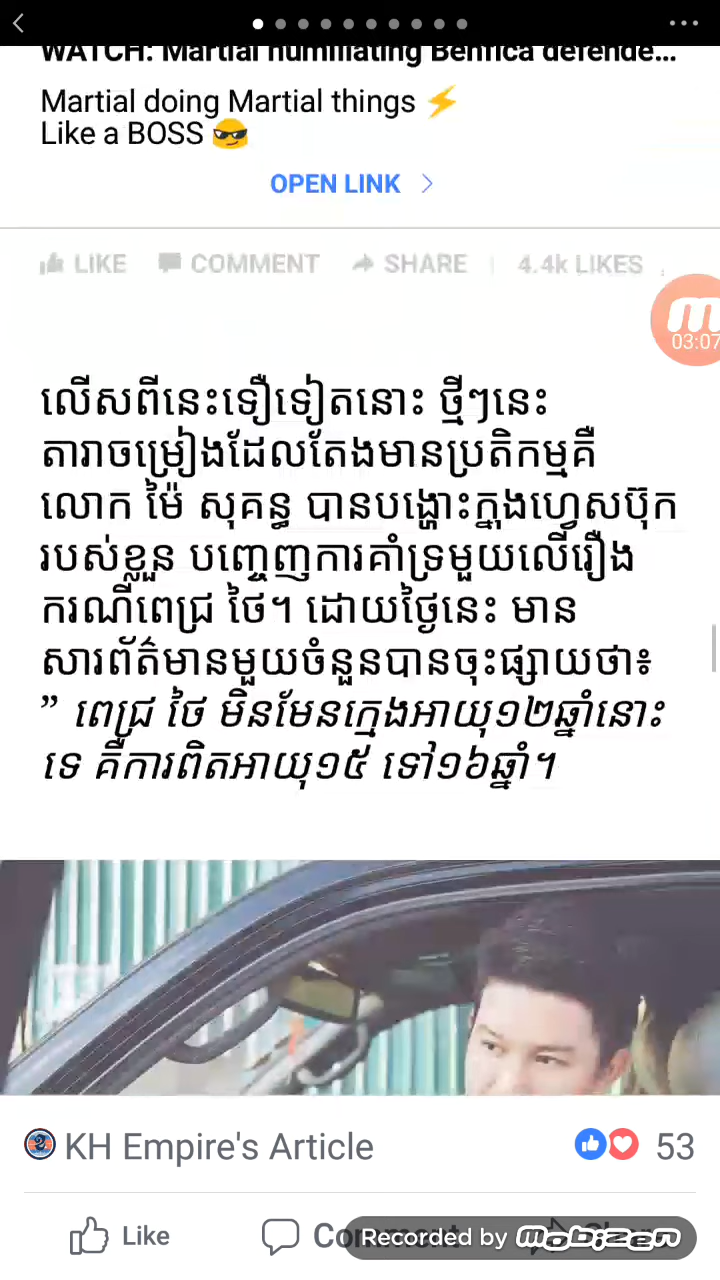 WATCH: Martial humiliating Benfica defende...
Martial doing Martial things ⚡
Like a BOSS 😎
OPEN LINK
LIKE COMMENT SHARE 4.4k LIKES
03:07
លើសពីនេះទឿទៀតនោះ ថ្មីៗនេះ
តារាចម្រៀងដែលតែងមានប្រតិកម្មគឺ
លោក ម៉ៃ សុគន្ធ បានបង្ហោះក្នុងហ្វេសប៊ុក
របស់ខ្លួន បញ្ចេញការគាំទ្រមួយលើរឿង
ករណីពេជ្រ ថៃ។ ដោយថ្ងៃនេះ មាន
សារព័ត៌មានមួយចំនួនបានចុះផ្សាយថា៖
” ពេជ្រ ថៃ មិនមែនក្មេងអាយុ១២ឆ្នាំនោះ
ទេ គឺការពិតអាយុ១៥ ទៅ១៦ឆ្នាំ។
KH Empire's Article 53
Like Comment Share
Recorded by mobizen